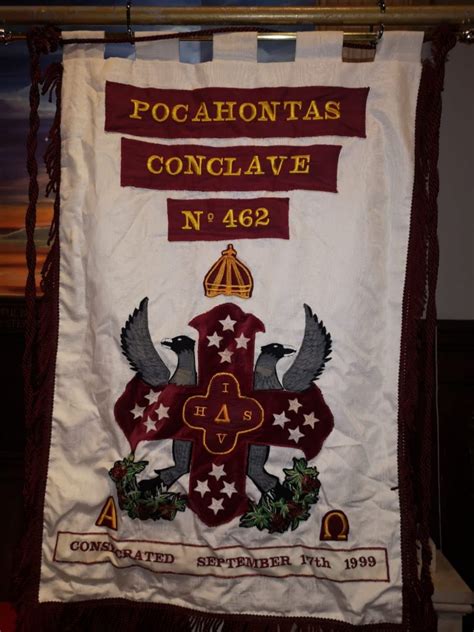 POCAHONTAS
CONCLAVE
Nº 462
I
H Δ S
V
Α Ω
CONSECRATED SEPTEMBER 17th 1999